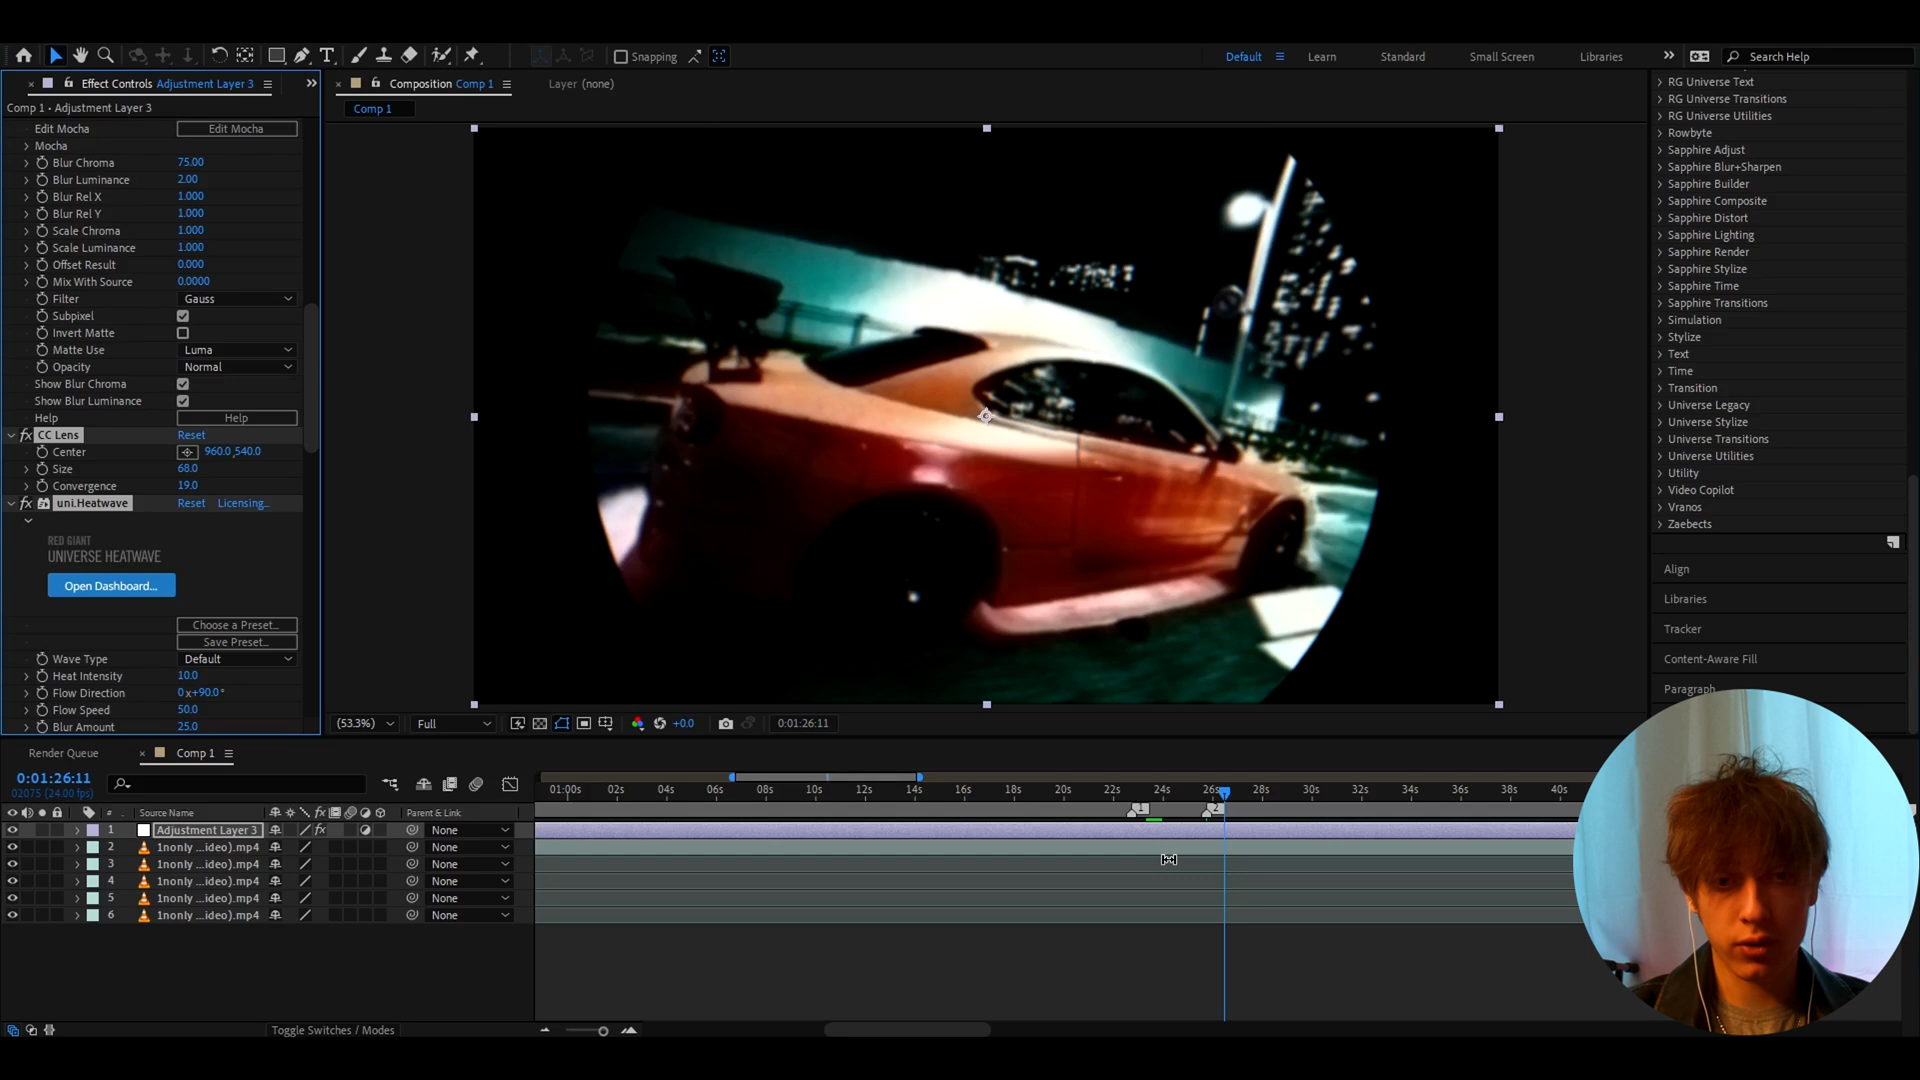 Snapping
Default
Learn
Standard
Small Screen
Libraries
Search Help
Effect Controls Adjustment Layer 3
Comp 1 • Adjustment Layer 3
Edit Mocha Edit Mocha
Mocha
Blur Chroma 75.00
Blur Luminance 2.00
Blur Rel X 1.000
Blur Rel Y 1.000
Scale Chroma 1.000
Scale Luminance 1.000
Offset Result 0.000
Mix With Source 0.0000
Filter Gauss
Subpixel
Invert Matte
Matte Use Luma
Opacity Normal
Show Blur Chroma
Show Blur Luminance
Help Help
fx CC Lens Reset
Center 960.0,540.0
Size 68.0
Convergence 19.0
fx uni.Heatwave Reset Licensing...
RED GIANT
UNIVERSE HEATWAVE
Open Dashboard...
Choose a Preset...
Save Preset...
Wave Type Default
Heat Intensity 10.0
Flow Direction 0x+90.0°
Flow Speed 50.0
Blur Amount 25.0
Composition Comp 1
Layer (none)
Comp 1
(53.3%)
Full
+0.0
0:01:26:11
RG Universe Text
RG Universe Transitions
RG Universe Utilities
Rowbyte
Sapphire Adjust
Sapphire Blur+Sharpen
Sapphire Builder
Sapphire Composite
Sapphire Distort
Sapphire Lighting
Sapphire Render
Sapphire Stylize
Sapphire Time
Sapphire Transitions
Simulation
Stylize
Text
Time
Transition
Universe Legacy
Universe Stylize
Universe Transitions
Universe Utilities
Utility
Video Copilot
Vranos
Zaebects
Align
Libraries
Tracker
Content-Aware Fill
Paragraph
Render Queue
Comp 1
0:01:26:11
02075 (24.00 fps)
# Source Name fx Parent & Link
1 Adjustment Layer 3 fx None
2 1nonly ...ideo).mp4 None
3 1nonly ...ideo).mp4 None
4 1nonly ...ideo).mp4 None
5 1nonly ...ideo).mp4 None
6 1nonly ...ideo).mp4 None
01:00s 02s 04s 06s 08s 10s 12s 14s 16s 18s 20s 22s 24s 26s 28s 30s 32s 34s 36s 38s 40s
1 2
Toggle Switches / Modes